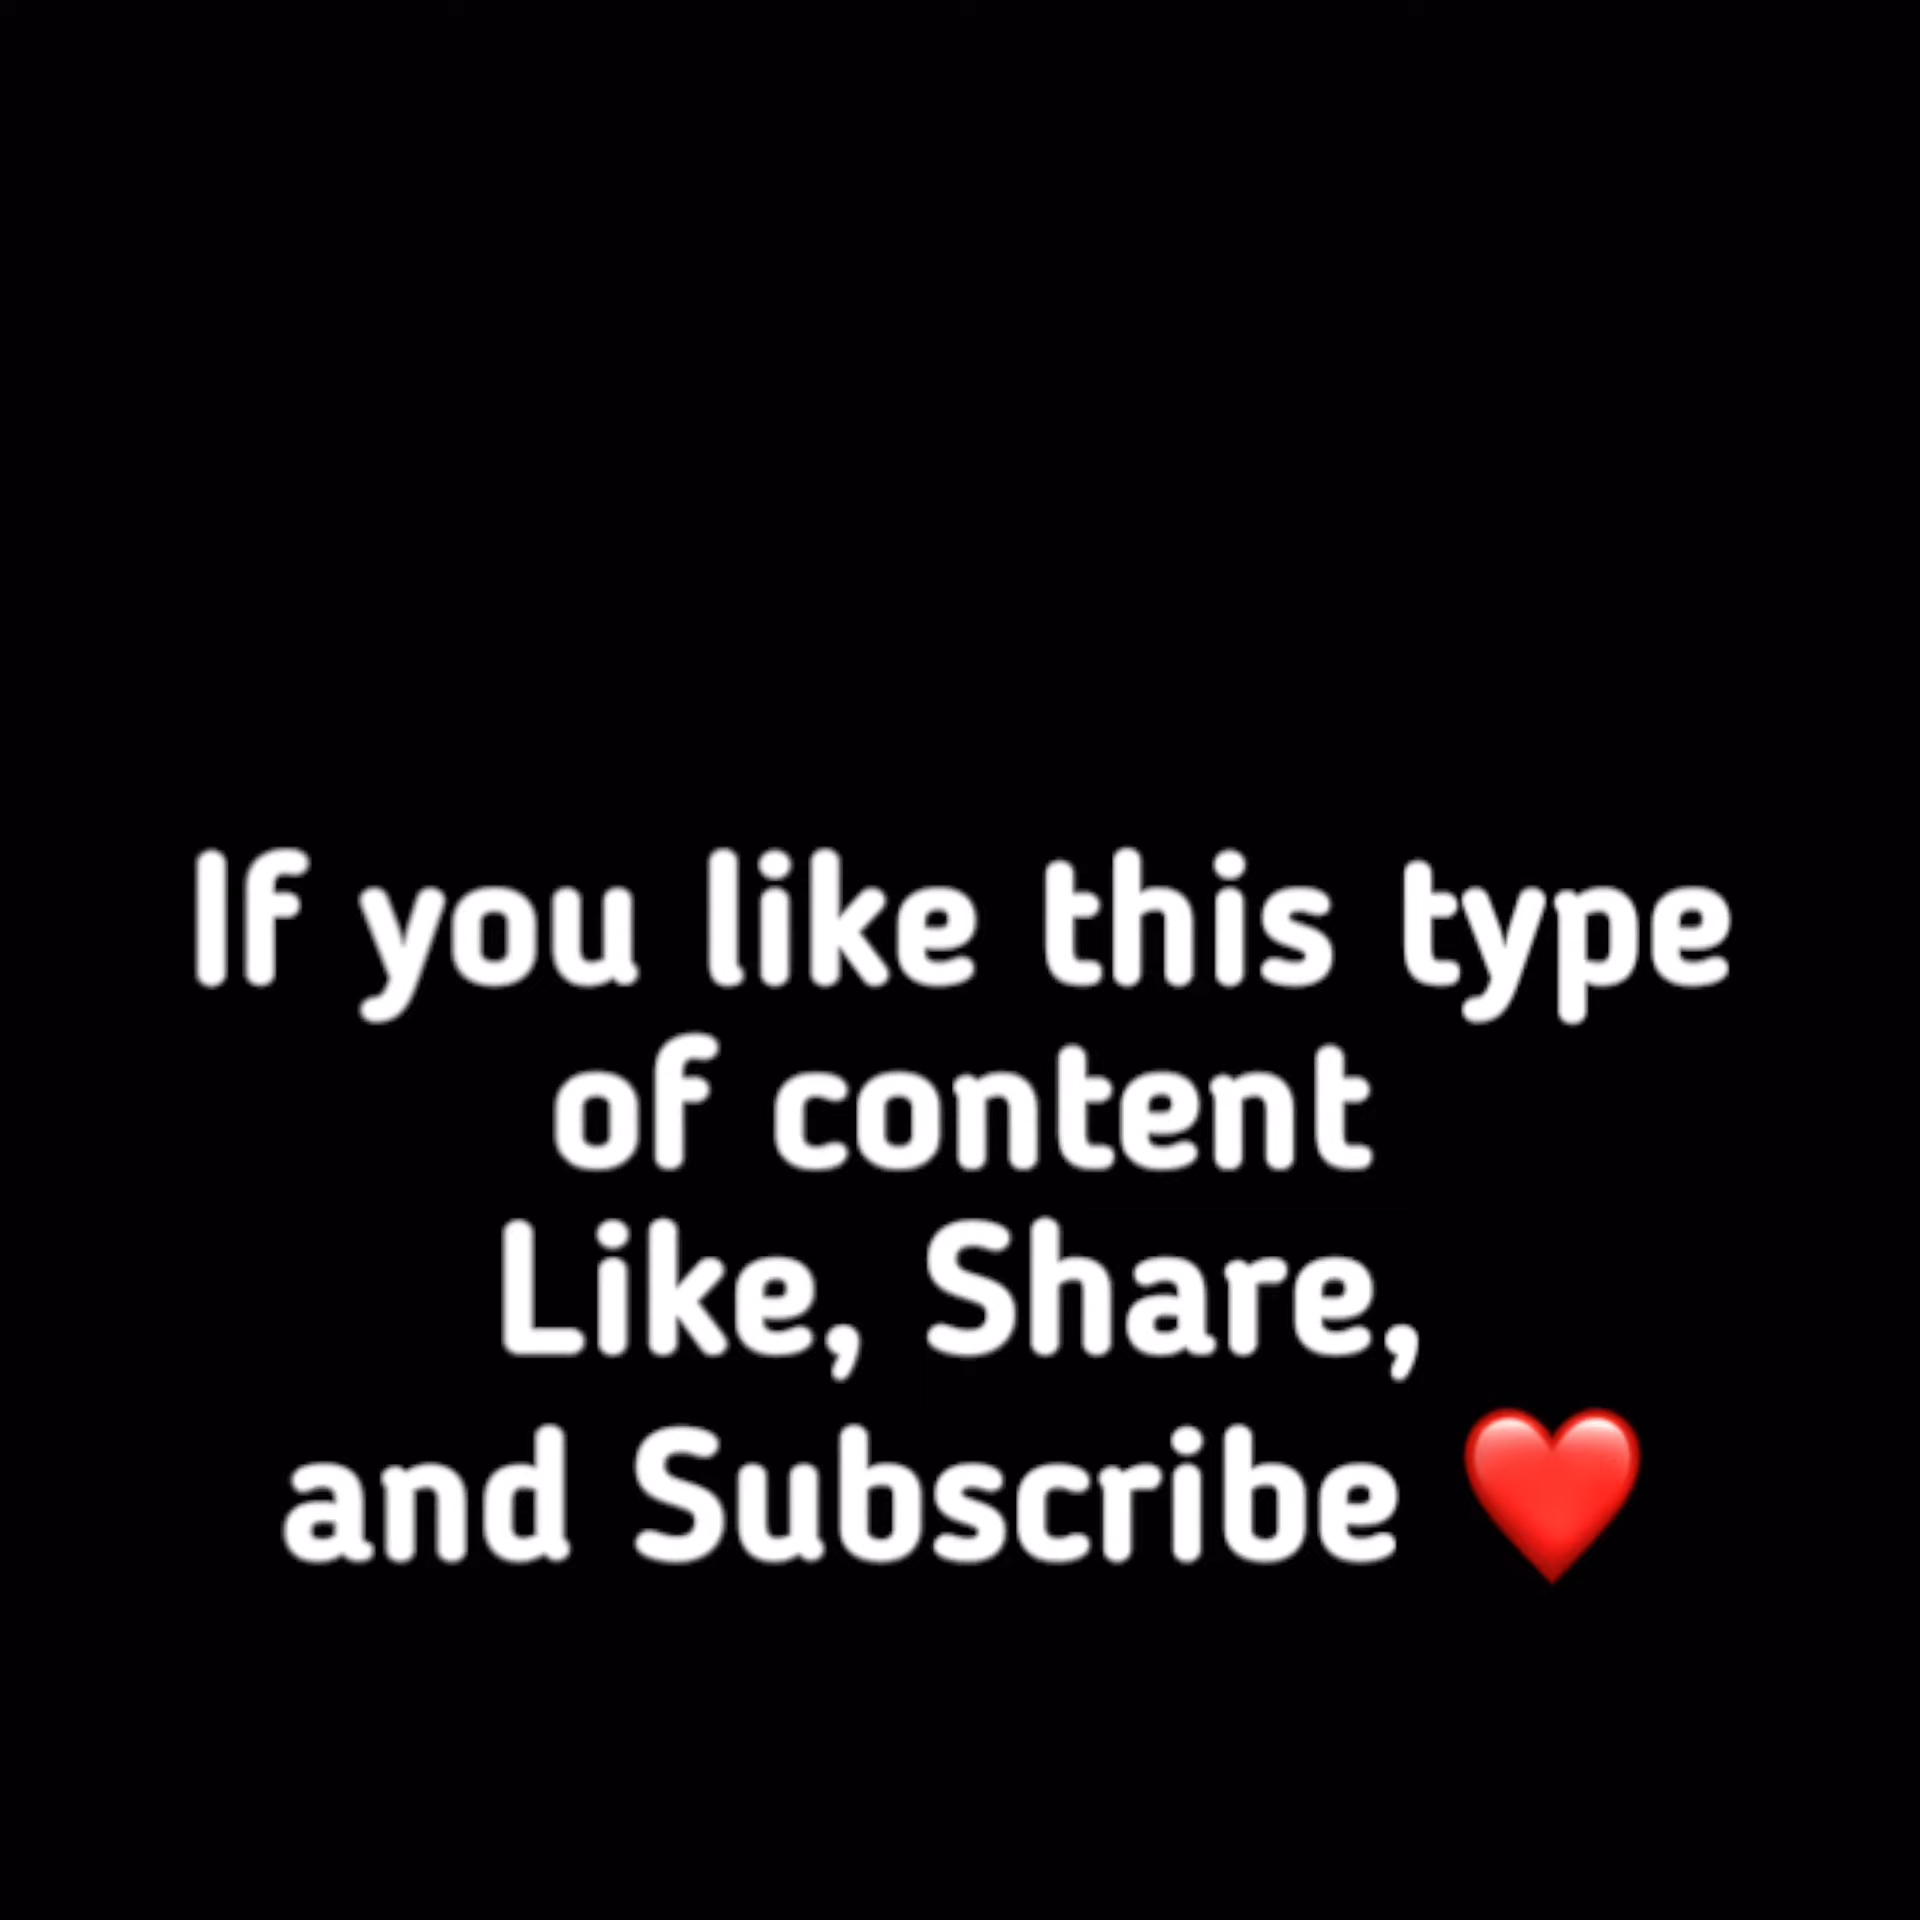 If you like this type
of content
Like, Share,
and Subscribe ❤️